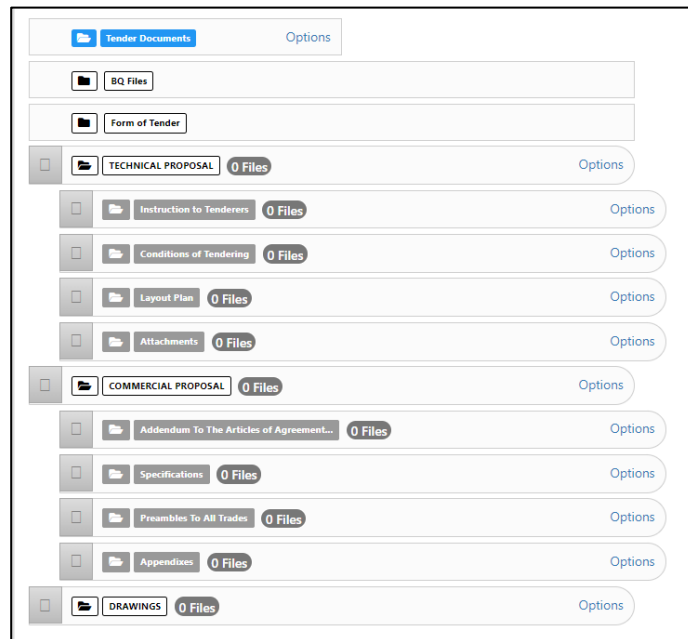 Tender Documents Options
BQ Files
Form of Tender
TECHNICAL PROPOSAL 0 Files Options
Instruction to Tenderers 0 Files Options
Conditions of Tendering 0 Files Options
Layout Plan 0 Files Options
Attachments 0 Files Options
COMMERCIAL PROPOSAL 0 Files Options
Addendum To The Articles of Agreement... 0 Files Options
Specifications 0 Files Options
Preambles To All Trades 0 Files Options
Appendixes 0 Files Options
DRAWINGS 0 Files Options